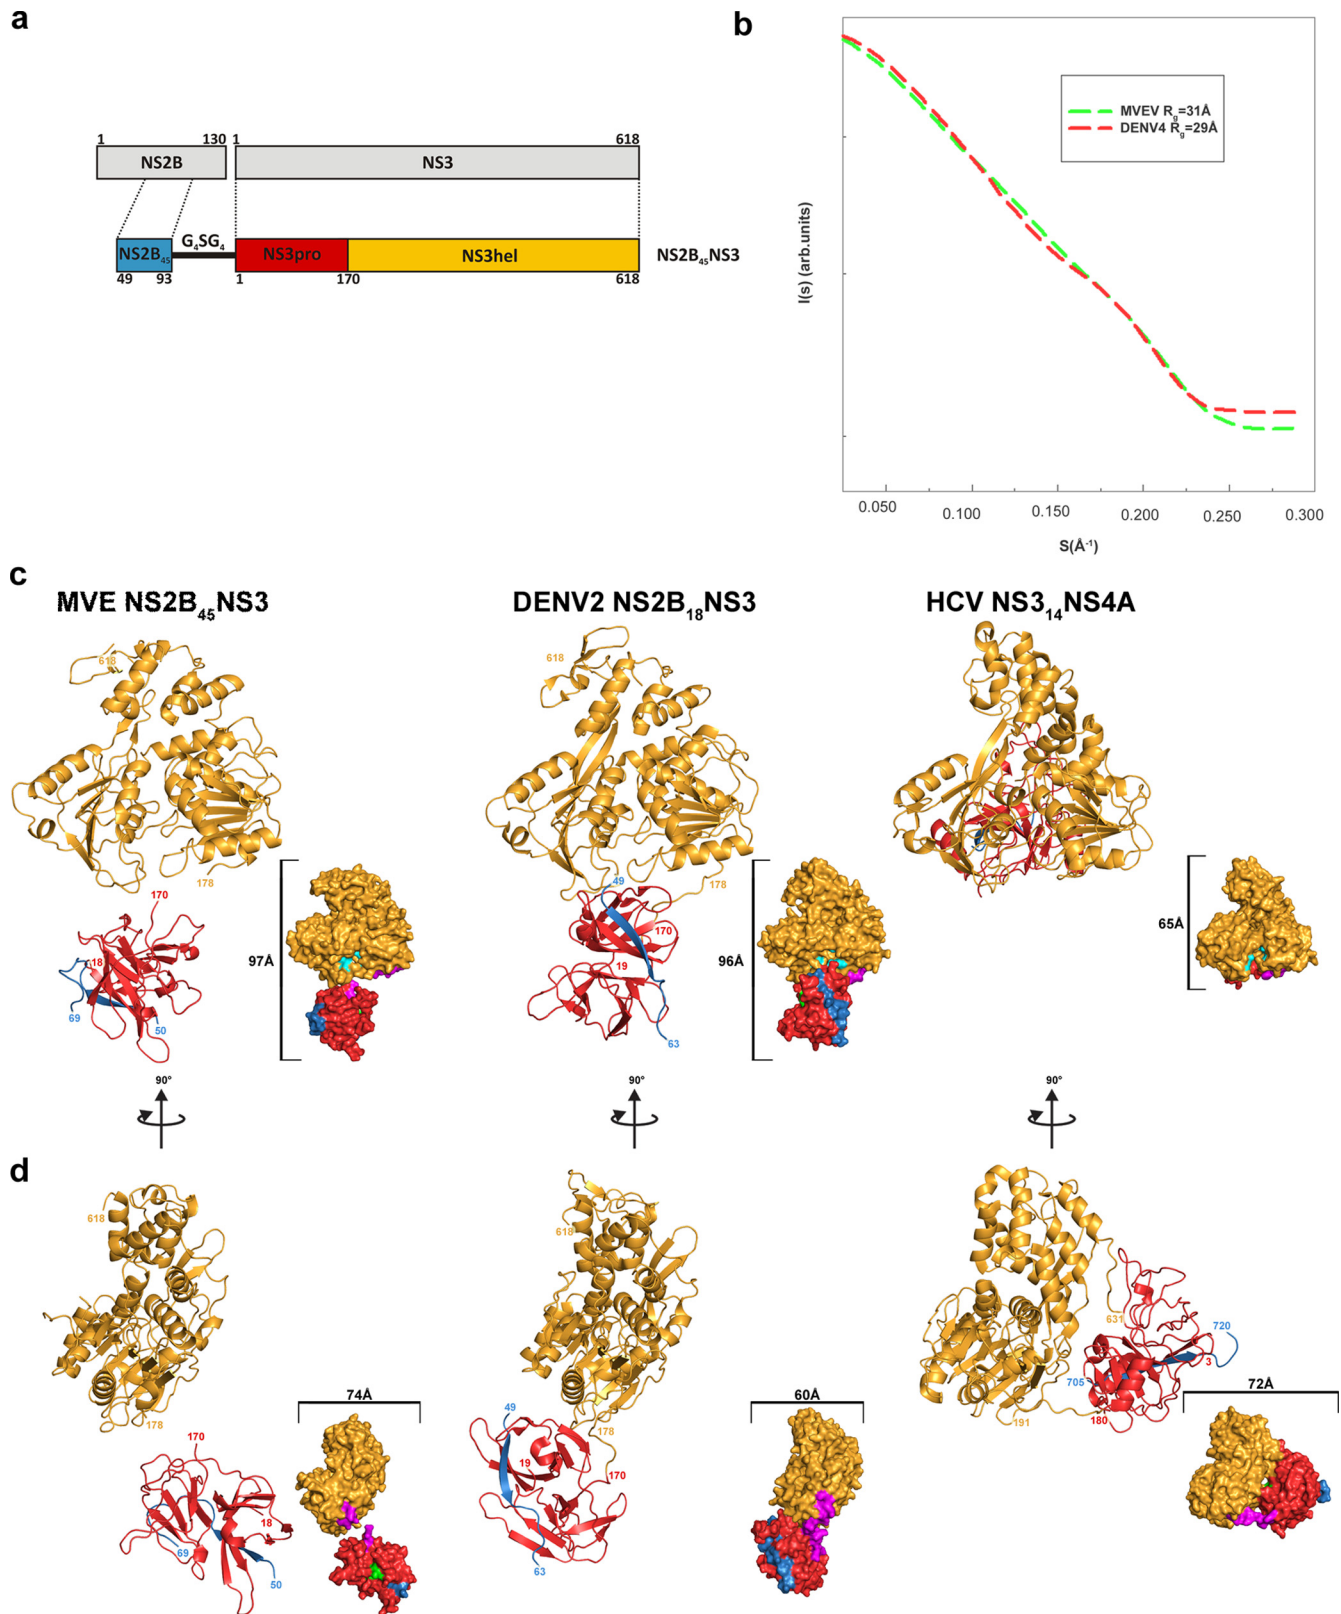 a
1 130 1 618
NS2B NS3
G4SG4
NS2B45 NS3pro NS3hel NS2B45NS3
49 93 1 170 618
b
MVEV Rg=31Å
DENV4 Rg=29Å
I(s) (arb.units)
0.050 0.100 0.150 0.200 0.250 0.300
S(Å-1)
c
MVE NS2B45NS3 DENV2 NS2B18NS3 HCV NS314NS4A
618
178
170
18
69
50
97Å
618
49
178
170
19
63
96Å
65Å
90° 90° 90°
d
618
178
170
18
69
50
74Å
618
49
178
19
170
63
60Å
631
720
3
705
191
180
72Å